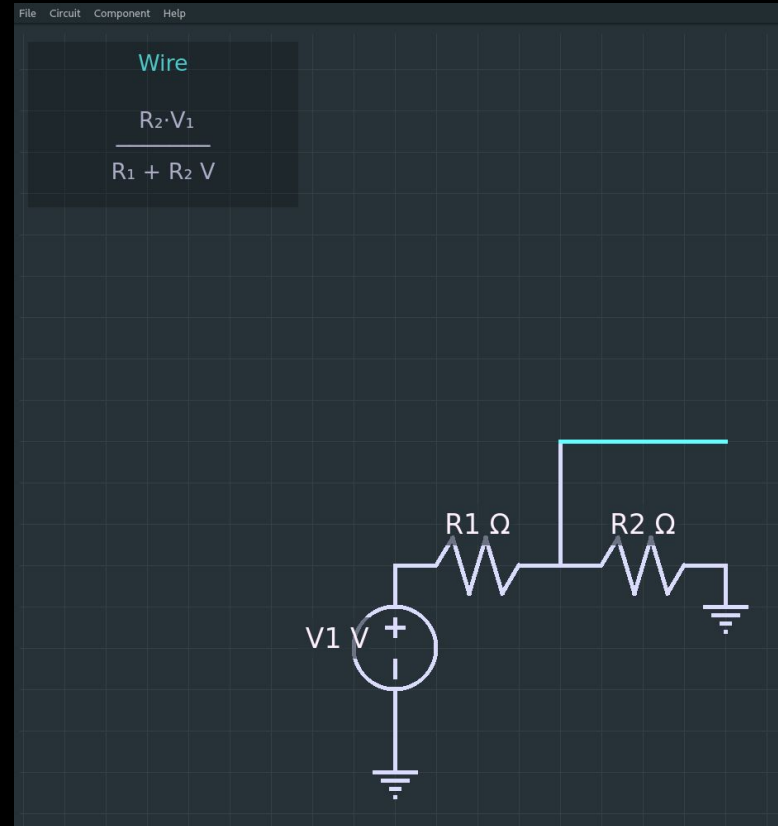 File Circuit Component Help
Wire
R₂·V₁
R₁ + R₂ V
R1 Ω R2 Ω
V1 V